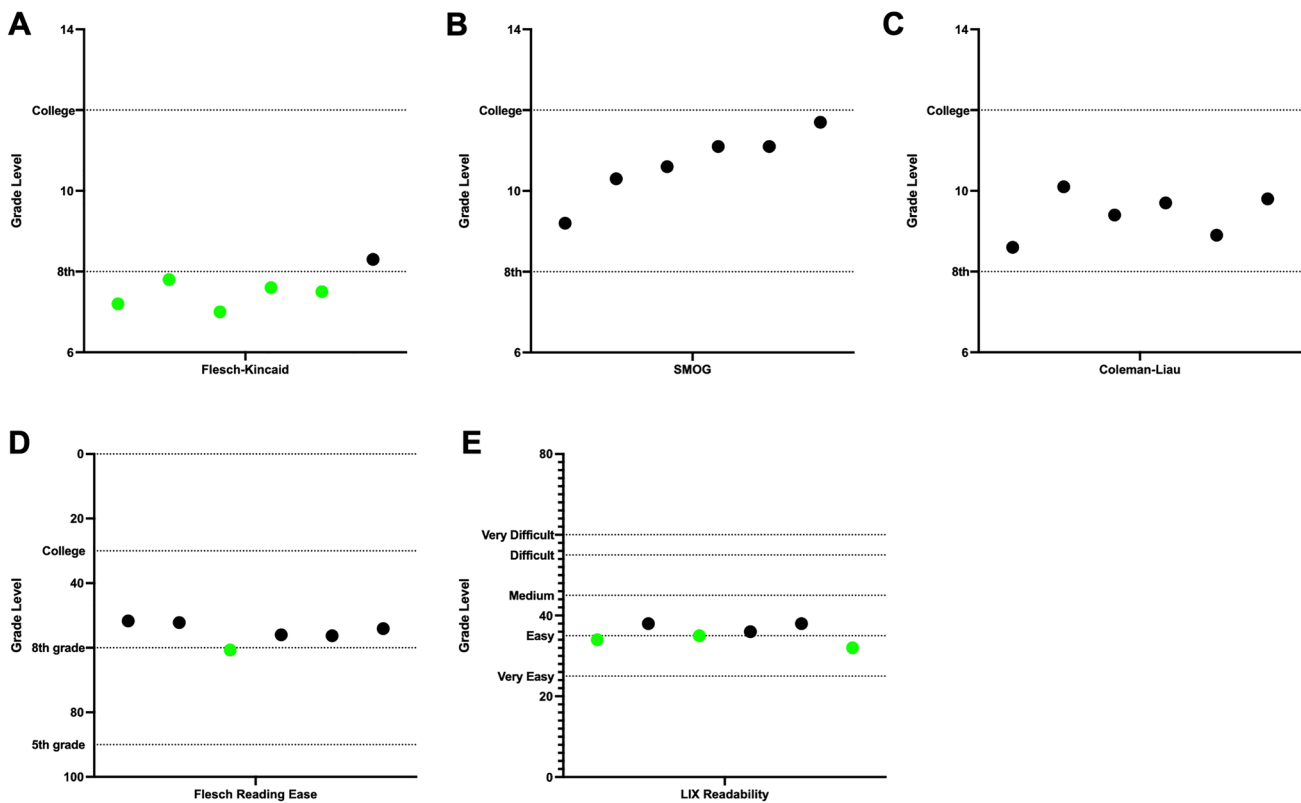 A
14
College
10
8th
6
Grade Level
Flesch-Kincaid
B
14
College
10
8th
6
Grade Level
SMOG
C
14
College
10
8th
6
Grade Level
Coleman-Liau
D
0
20
College
40
8th grade
80
5th grade
100
Grade Level
Flesch Reading Ease
E
80
Very Difficult
Difficult
Medium
40
Easy
Very Easy
20
0
Grade Level
LIX Readability